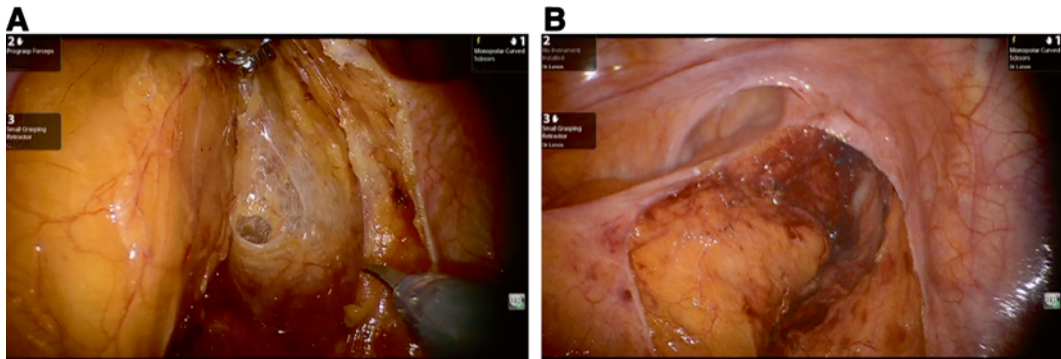 A
B
2
Prograsp Forceps
1
Monopolar Curved
Scissors
3
Small Grasping
Retractor
2
No Instrument
Installed
1
Monopolar Curved
Scissors
3
Small Grasping
Retractor